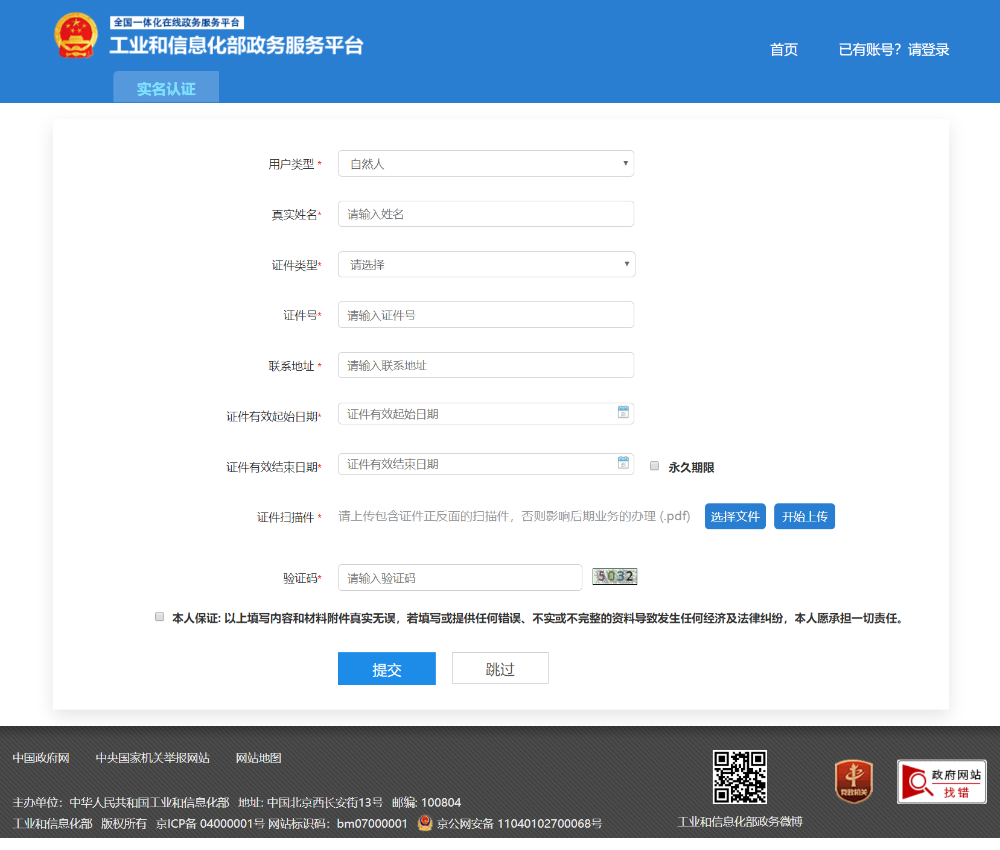 全国一体化在线政务服务平台
工业和信息化部政务服务平台
首页 已有账号？请登录
实名认证
用户类型 * 自然人
真实姓名* 请输入姓名
证件类型* 请选择
证件号* 请输入证件号
联系地址 * 请输入联系地址
证件有效起始日期* 证件有效起始日期
证件有效结束日期* 证件有效结束日期 永久期限
证件扫描件 * 请上传包含证件正反面的扫描件，否则影响后期业务的办理 (.pdf) 选择文件 开始上传
验证码* 请输入验证码 5032
本人保证: 以上填写内容和材料附件真实无误，若填写或提供任何错误、不实或不完整的资料导致发生任何经济及法律纠纷，本人愿承担一切责任。
提交 跳过
中国政府网 中央国家机关举报网站 网站地图
主办单位：中华人民共和国工业和信息化部 地址: 中国北京西长安街13号 邮编: 100804
工业和信息化部 版权所有 京ICP备 04000001号 网站标识码：bm07000001 京公网安备 11040102700068号
工业和信息化部政务微博
党政机关
政府网站
找错